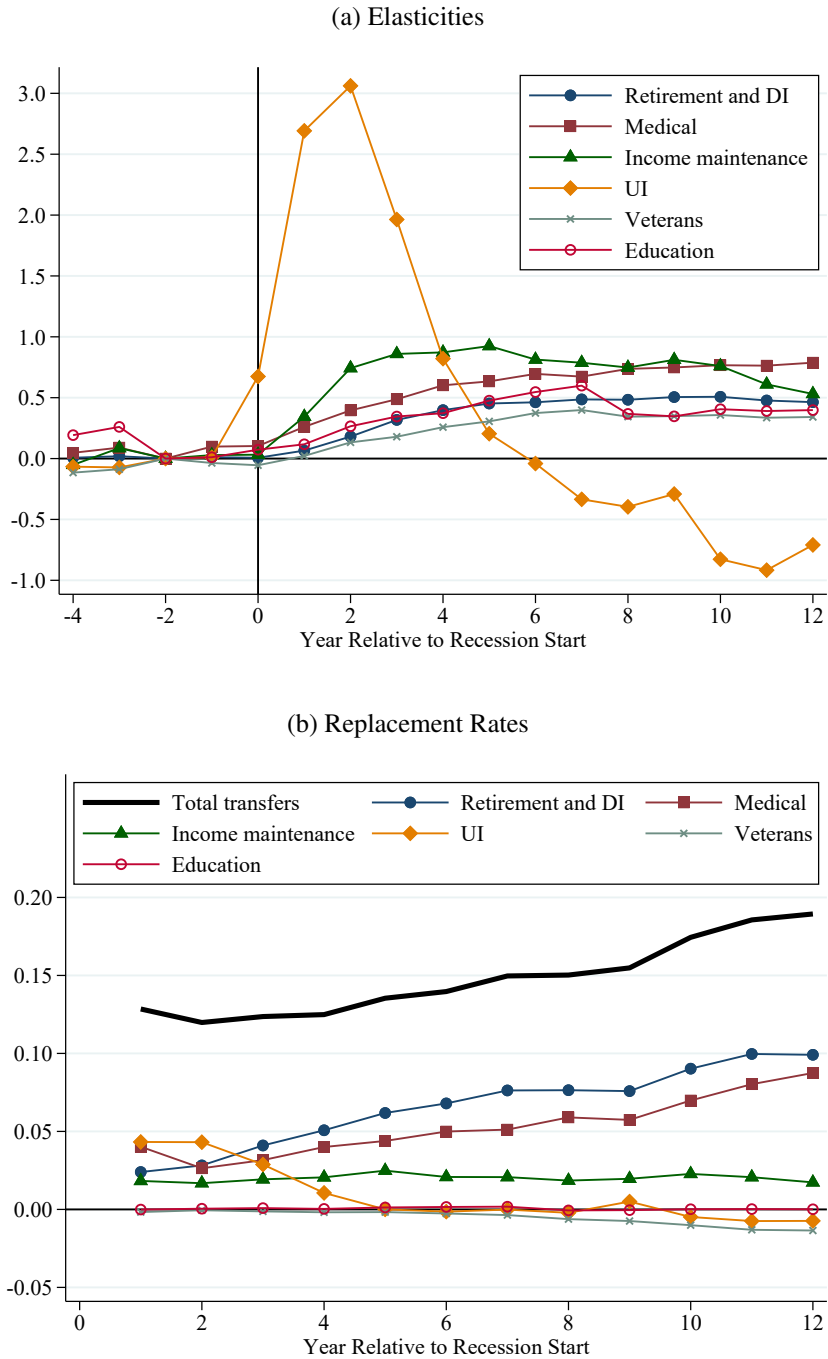 (a) Elasticities
3.0
2.5
2.0
1.5
1.0
0.5
0.0
-0.5
-1.0
Retirement and DI
Medical
Income maintenance
UI
Veterans
Education
-4 -2 0 2 4 6 8 10 12
Year Relative to Recession Start
(b) Replacement Rates
Total transfers Retirement and DI Medical
Income maintenance UI Veterans
Education
0.20
0.15
0.10
0.05
0.00
-0.05
0 2 4 6 8 10 12
Year Relative to Recession Start